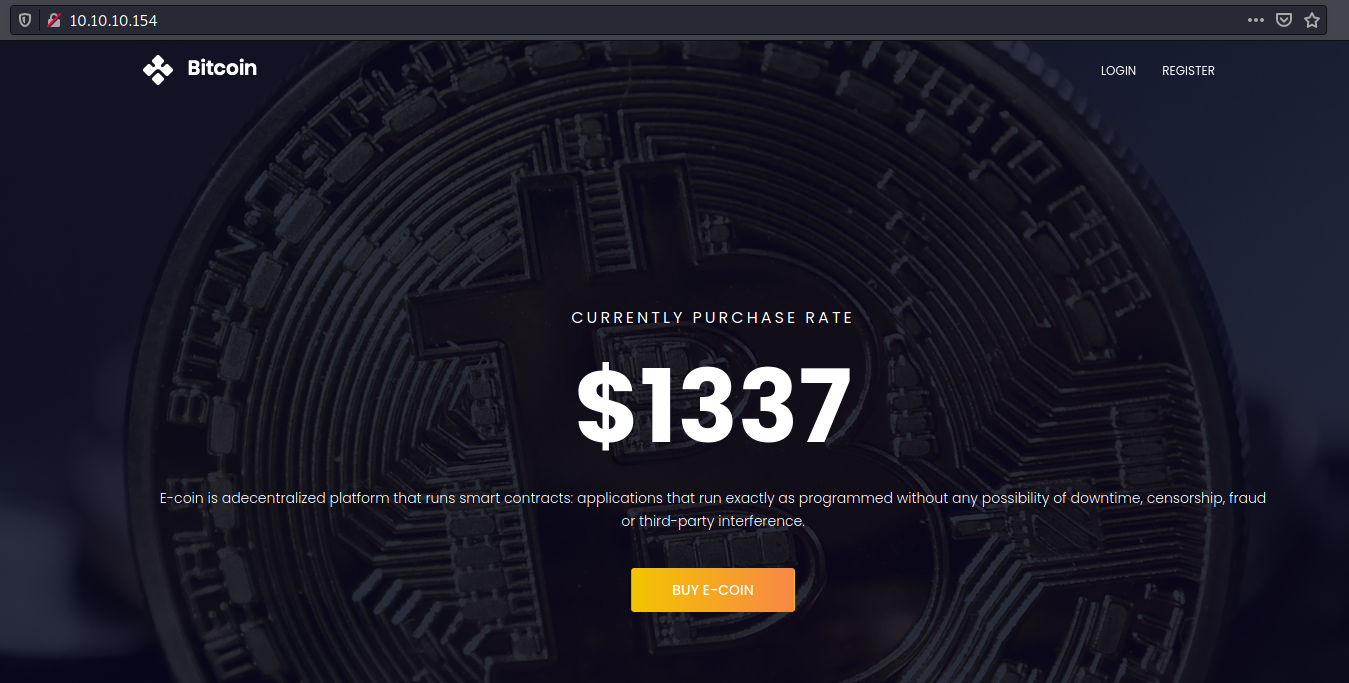 10.10.10.154
Bitcoin
LOGIN REGISTER
CURRENTLY PURCHASE RATE
$1337
E-coin is adecentralized platform that runs smart contracts: applications that run exactly as programmed without any possibility of downtime, censorship, fraud
or third-party interference.
BUY E-COIN